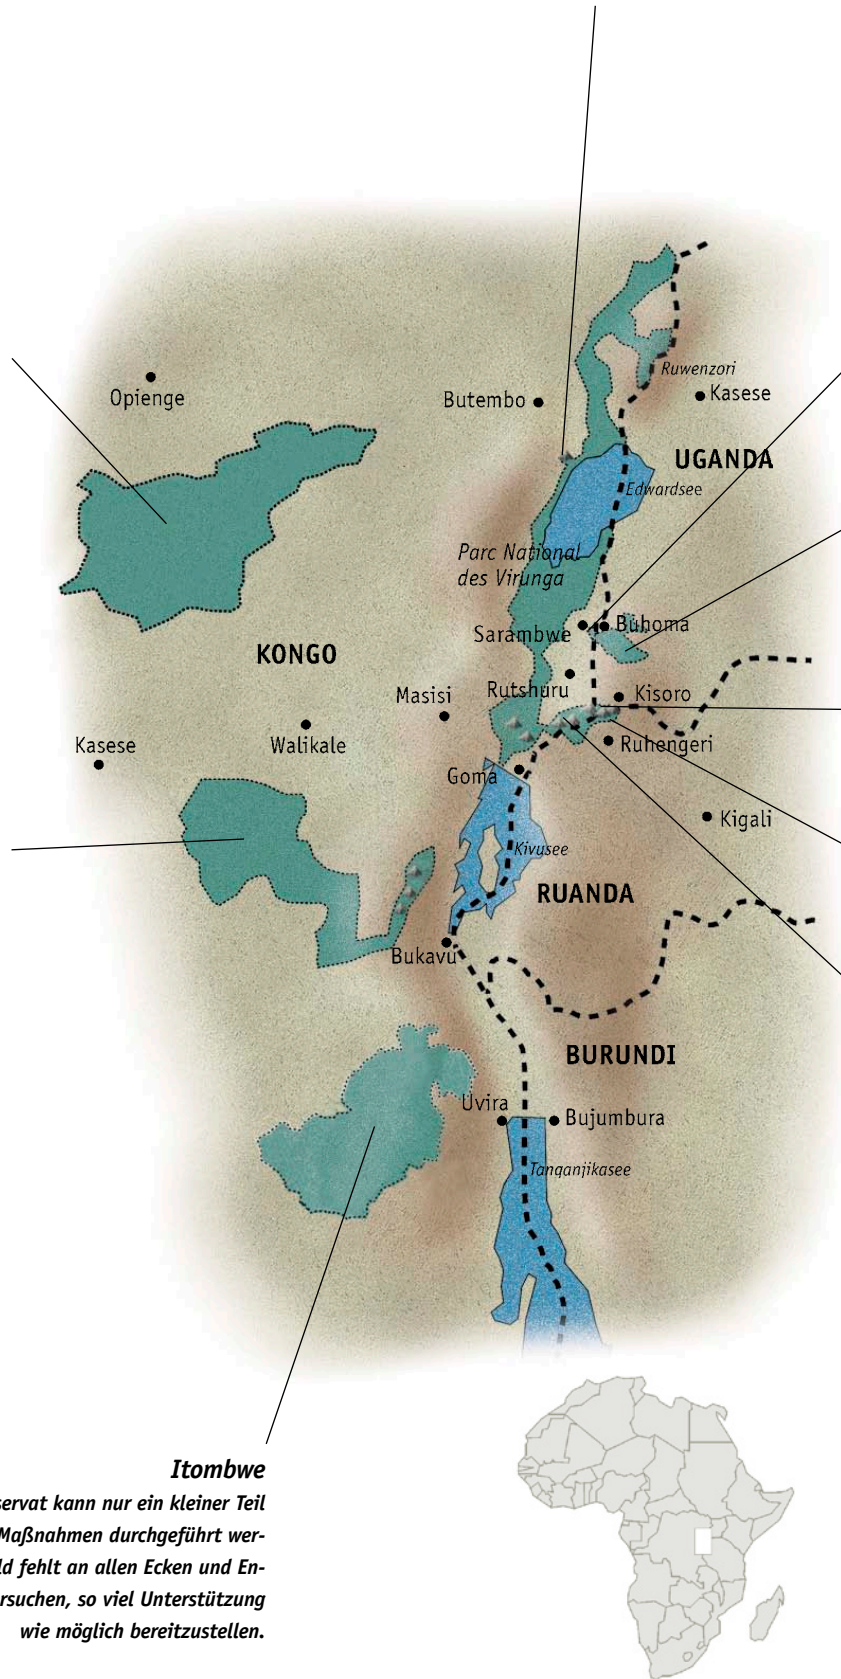 Ruwenzori
Opienge
Butembo
Kasese
UGANDA
Edwardsee
Parc National
des Virunga
Sarambwe
Buhoma
KONGO
Masisi
Rutshuru
Kisoro
Kasese
Walikale
Ruhengeri
Goma
Kigali
Kivusee
RUANDA
Bukavu
BURUNDI
Uvira
Bujumbura
Tanganjikasee
Itombwe
servat kann nur ein kleiner Teil
Maßnahmen durchgeführt wer-
ld fehlt an allen Ecken und En-
rsuchen, so viel Unterstützung
wie möglich bereitzustellen.